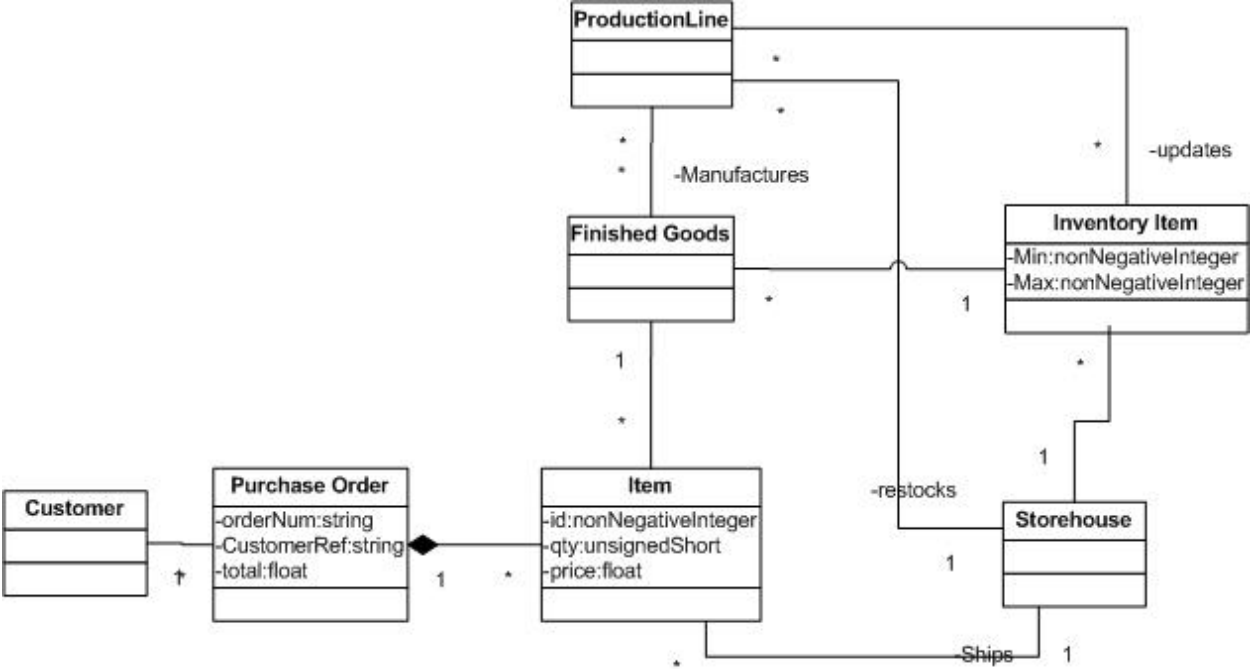 ProductionLine
*
*
*
*
-Manufactures
*
-updates
Finished Goods
*
1
Inventory Item
-Min:nonNegativeInteger
-Max:nonNegativeInteger
1
*
*
1
-restocks
Customer
Purchase Order
-orderNum:string
-CustomerRef:string
-total:float
1
*
Item
-id:nonNegativeInteger
-qty:unsignedShort
-price:float
Storehouse
1
*
-Ships
1